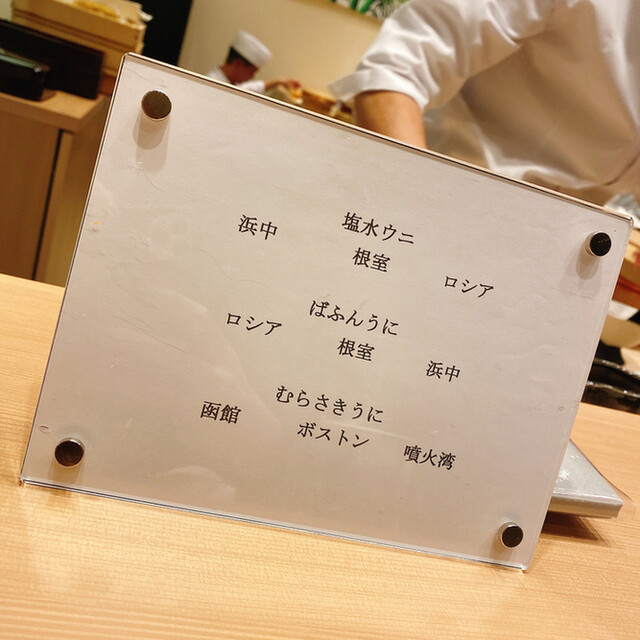 塩水ウニ
浜中 根室 ロシア
ばふんうに
ロシア 根室 浜中
むらさきうに
函館 ボストン 噴火湾